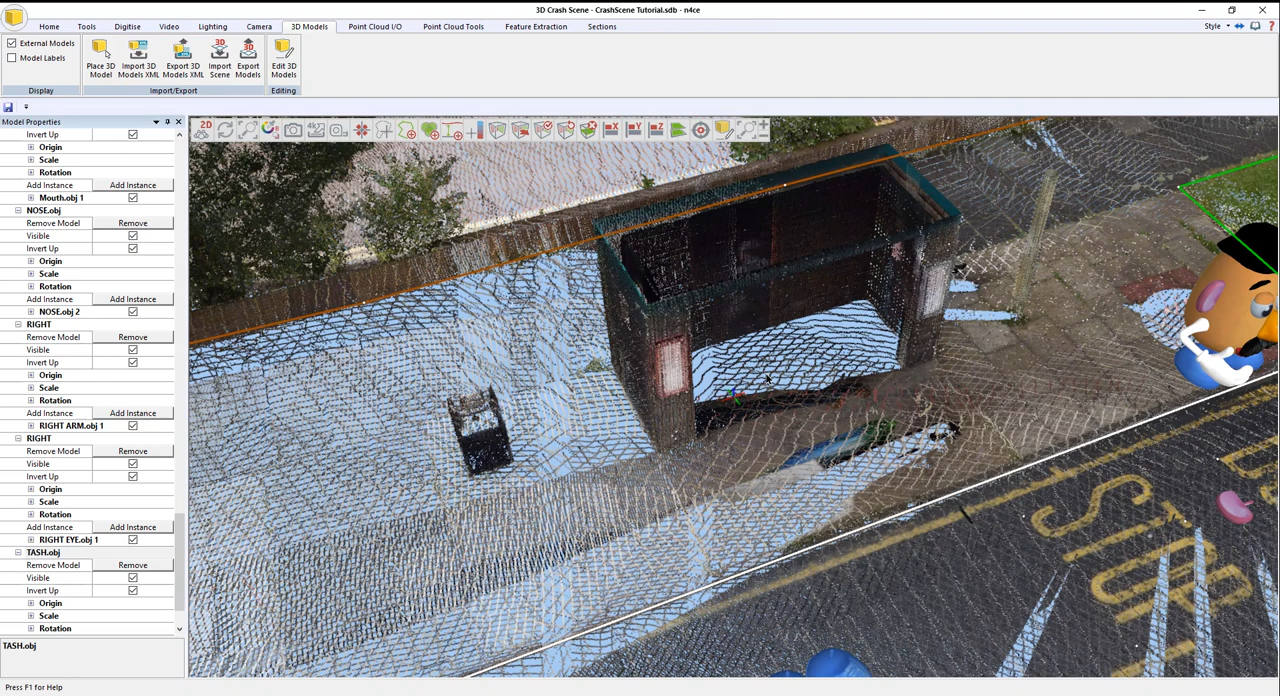 3D Crash Scene - CrashScene Tutorial.sdb - n4ce
Home Tools Digitise Video Lighting Camera 3D Models Point Cloud I/O Point Cloud Tools Feature Extraction Sections Style
External Models
Model Labels
Display
Place 3D Model
Import 3D Models XML
Export 3D Models XML
Import Scene
Export Models
Import/Export
Edit 3D Models
Editing
Model Properties
2D X Y Z
Invert Up
Origin
Scale
Rotation
Add Instance Add Instance
Mouth.obj 1
NOSE.obj
Remove Model Remove
Visible
Invert Up
Origin
Scale
Rotation
Add Instance Add Instance
NOSE.obj 2
RIGHT
Remove Model Remove
Visible
Invert Up
Origin
Scale
Rotation
Add Instance Add Instance
RIGHT ARM.obj 1
RIGHT
Remove Model Remove
Visible
Invert Up
Origin
Scale
Rotation
Add Instance Add Instance
RIGHT EYE.obj 1
TASH.obj
Remove Model Remove
Visible
Invert Up
Origin
Scale
Rotation
TASH.obj
STOP
Press F1 for Help